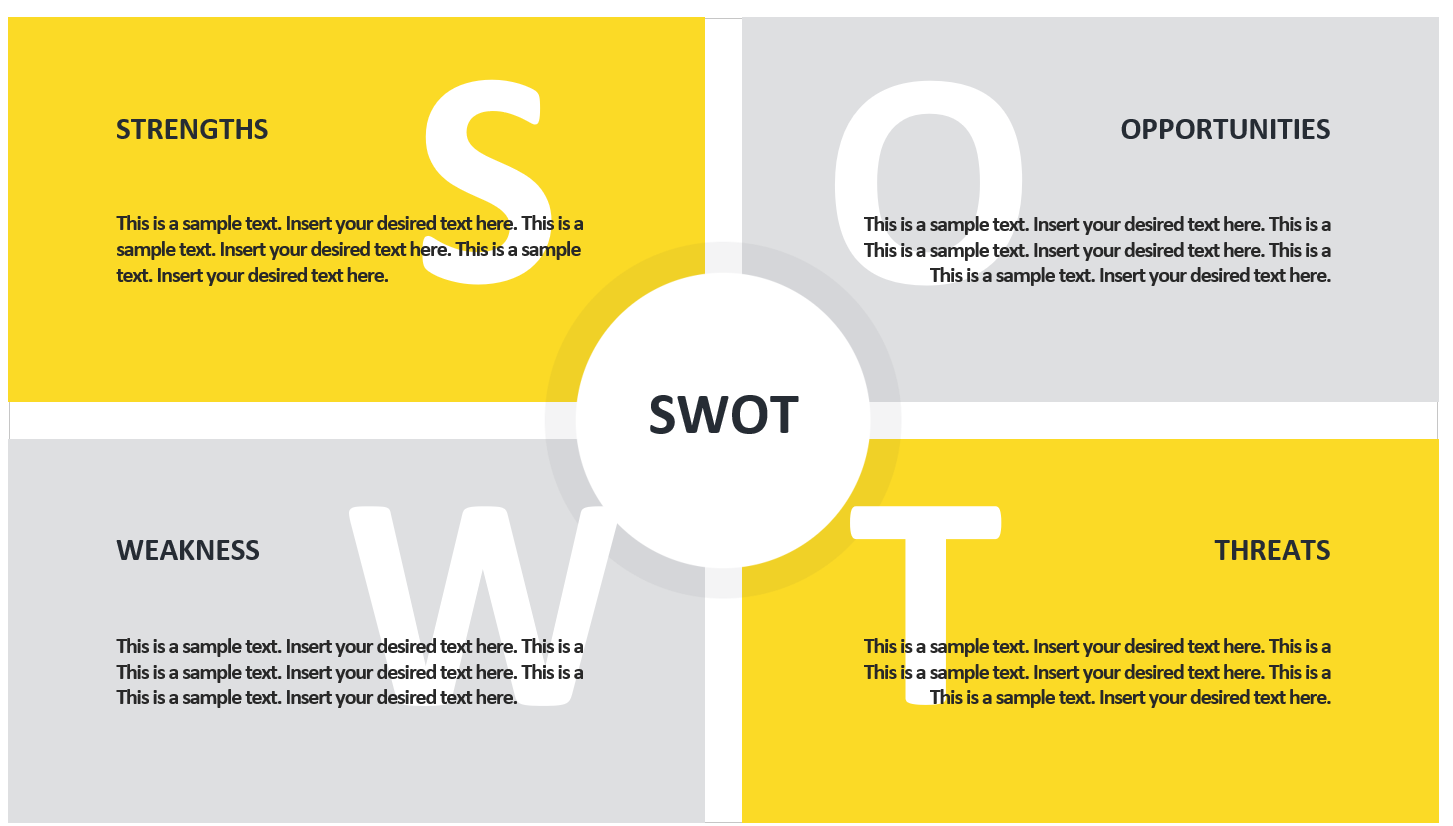 S
STRENGTHS
This is a sample text. Insert your desired text here. This is a
sample text. Insert your desired text here. This is a sample
text. Insert your desired text here.
O
OPPORTUNITIES
This is a sample text. Insert your desired text here. This is a
This is a sample text. Insert your desired text here. This is a
This is a sample text. Insert your desired text here.
SWOT
W
WEAKNESS
This is a sample text. Insert your desired text here. This is a
This is a sample text. Insert your desired text here. This is a
This is a sample text. Insert your desired text here.
T
THREATS
This is a sample text. Insert your desired text here. This is a
This is a sample text. Insert your desired text here. This is a
This is a sample text. Insert your desired text here.